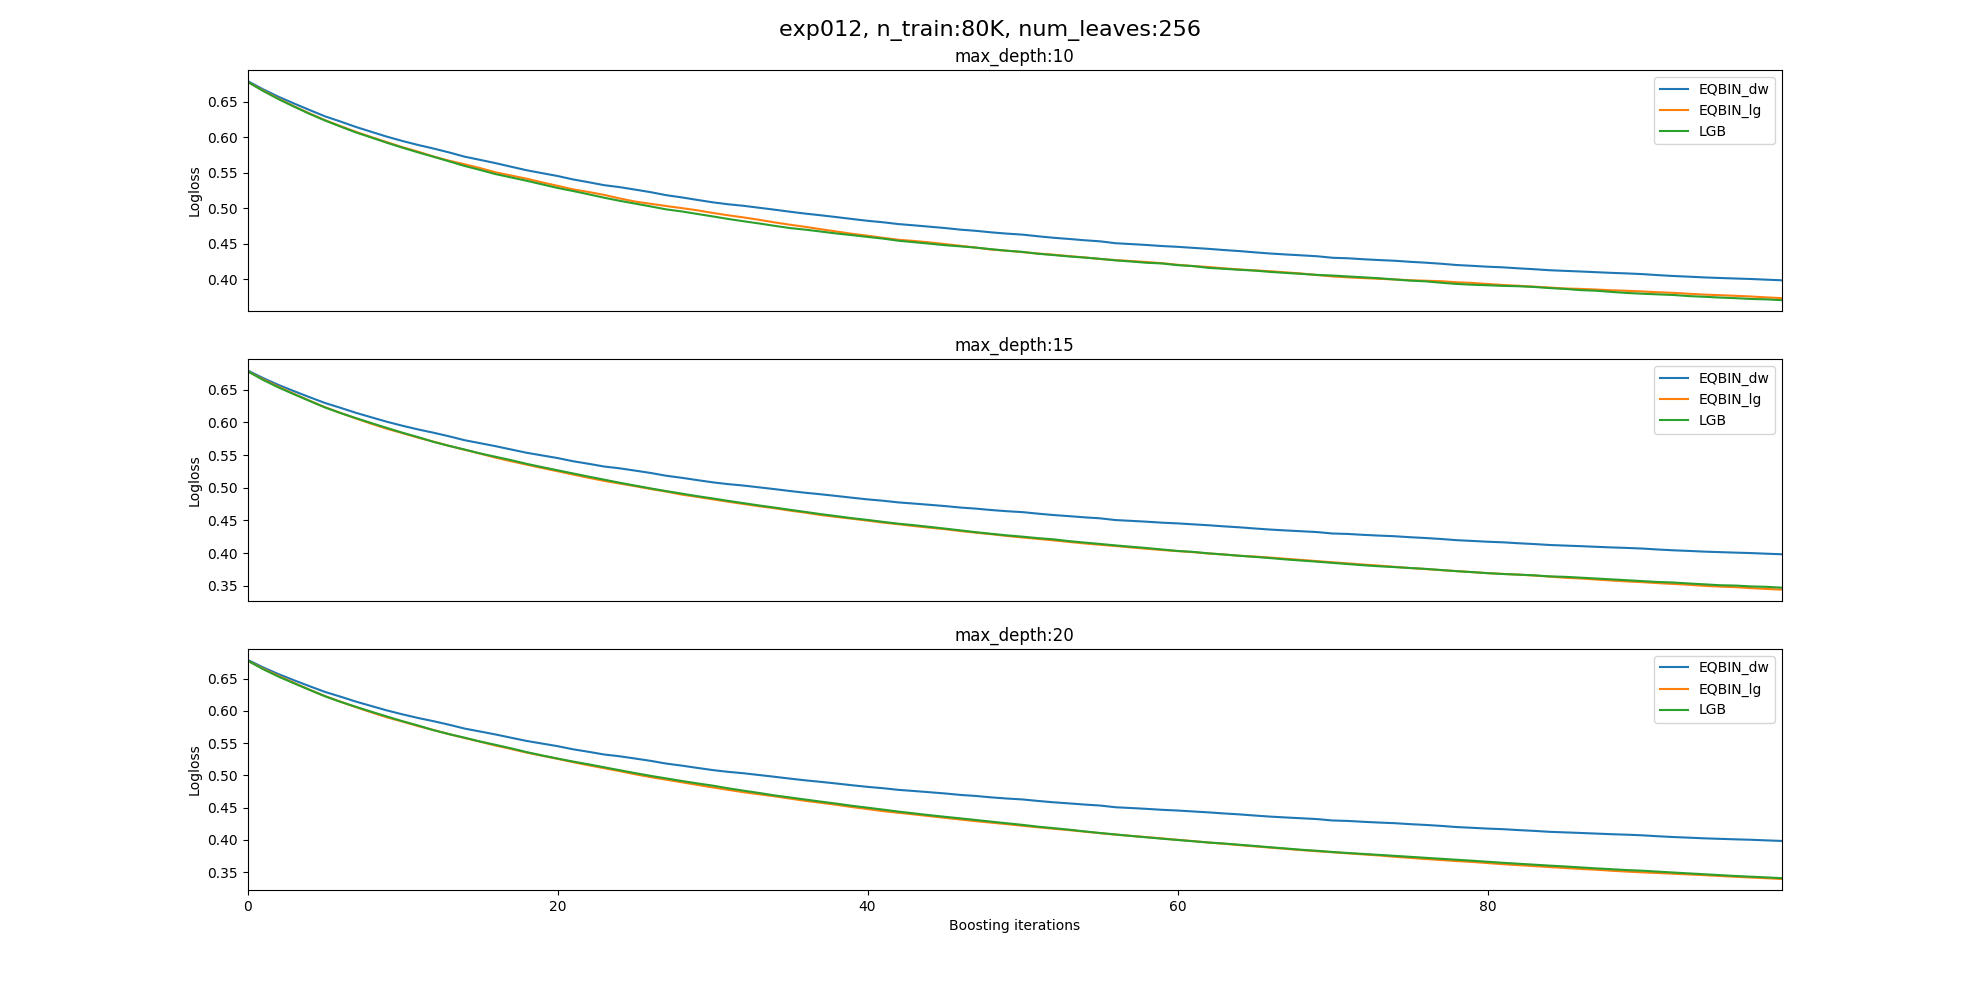 exp012, n_train:80K, num_leaves:256
max_depth:10
0.65
0.60
0.55
0.50
0.45
0.40
Logloss
EQBIN_dw
EQBIN_lg
LGB
max_depth:15
0.65
0.60
0.55
0.50
0.45
0.40
0.35
Logloss
EQBIN_dw
EQBIN_lg
LGB
max_depth:20
0.65
0.60
0.55
0.50
0.45
0.40
0.35
Logloss
EQBIN_dw
EQBIN_lg
LGB
0 20 40 60 80
Boosting iterations